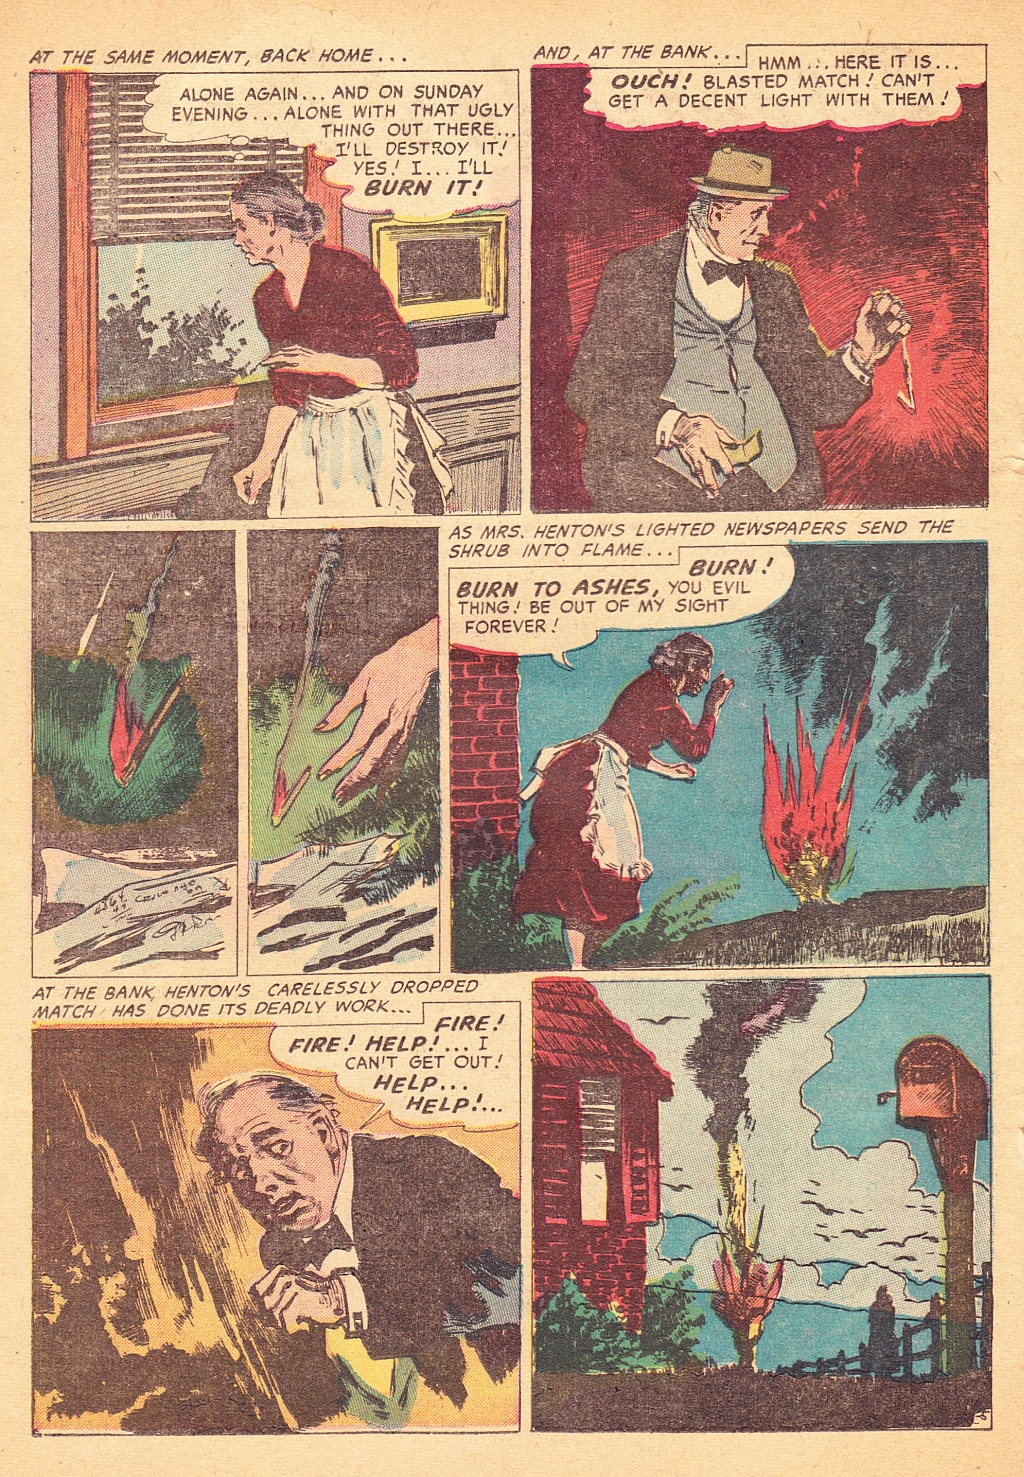 AT THE SAME MOMENT, BACK HOME...
ALONE AGAIN... AND ON SUNDAY
EVENING... ALONE WITH THAT UGLY
THING OUT THERE...
I'LL DESTROY IT!
YES! I... I'LL
BURN IT!
AND, AT THE BANK...
HMM... HERE IT IS...
OUCH! BLASTED MATCH! CAN'T
GET A DECENT LIGHT WITH THEM!
AS MRS. HENTON'S LIGHTED NEWSPAPERS SEND THE
SHRUB INTO FLAME...
BURN!
BURN TO ASHES, YOU EVIL
THING! BE OUT OF MY SIGHT
FOREVER!
AT THE BANK, HENTON'S CARELESSLY DROPPED
MATCH HAS DONE ITS DEADLY WORK...
FIRE!
FIRE! HELP!... I
CAN'T GET OUT!
HELP...
HELP!...
5